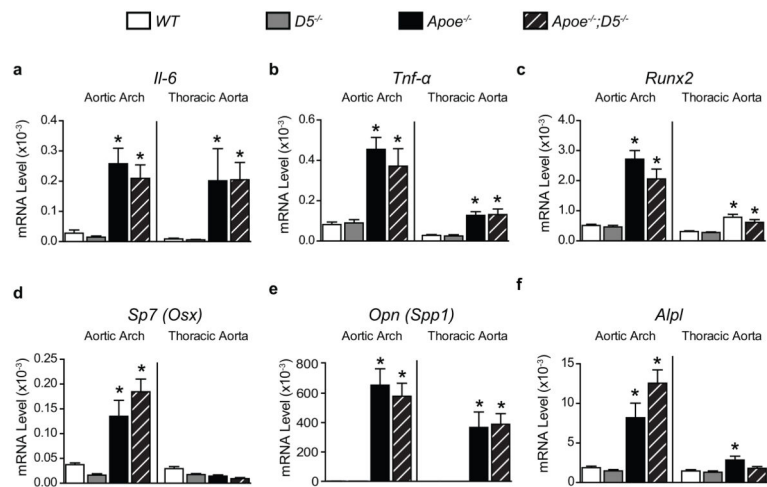 WT D5-/- Apoe-/- Apoe-/-;D5-/-
a b c
Il-6 Tnf-α Runx2
Aortic Arch Thoracic Aorta Aortic Arch Thoracic Aorta Aortic Arch Thoracic Aorta
mRNA Level (x10-3)
0.4
0.3
0.2
0.1
0.0
* * * *
mRNA Level (x10-3)
0.6
0.4
0.2
0.0
* * * *
mRNA Level (x10-3)
4.0
3.0
2.0
1.0
0.0
* * * *
d e f
Sp7 (Osx) Opn (Spp1) Alpl
Aortic Arch Thoracic Aorta Aortic Arch Thoracic Aorta Aortic Arch Thoracic Aorta
mRNA Level (x10-3)
0.25
0.20
0.15
0.10
0.05
0.00
* *
mRNA Level (x10-3)
800
600
400
200
0
* * * *
mRNA Level (x10-3)
15
10
5
0
* * *